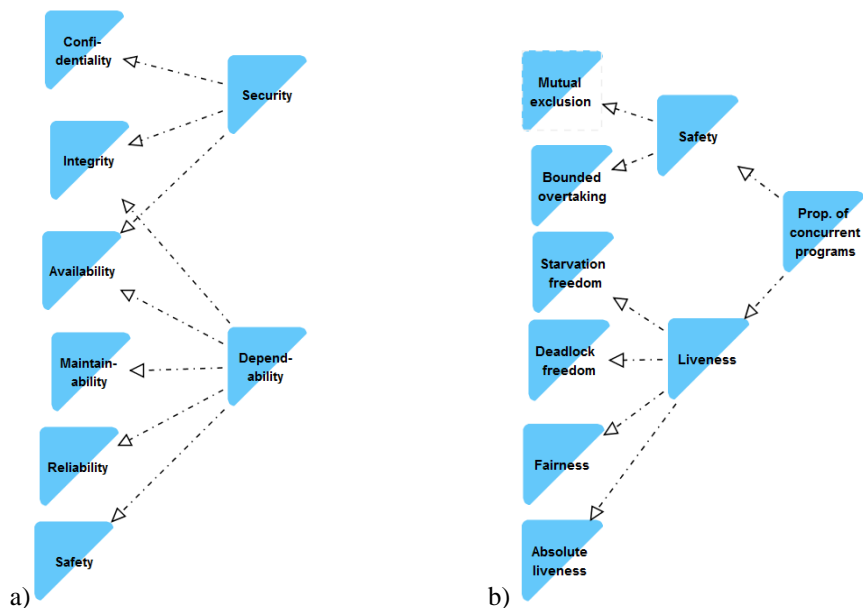 Confi-
dentiality
Security
Integrity
Availability
Maintain-
ability
Depend-
ability
Reliability
Safety
a)
Mutual
exclusion
Safety
Bounded
overtaking
Prop. of
concurrent
programs
Starvation
freedom
Deadlock
freedom
Liveness
Fairness
Absolute
liveness
b)